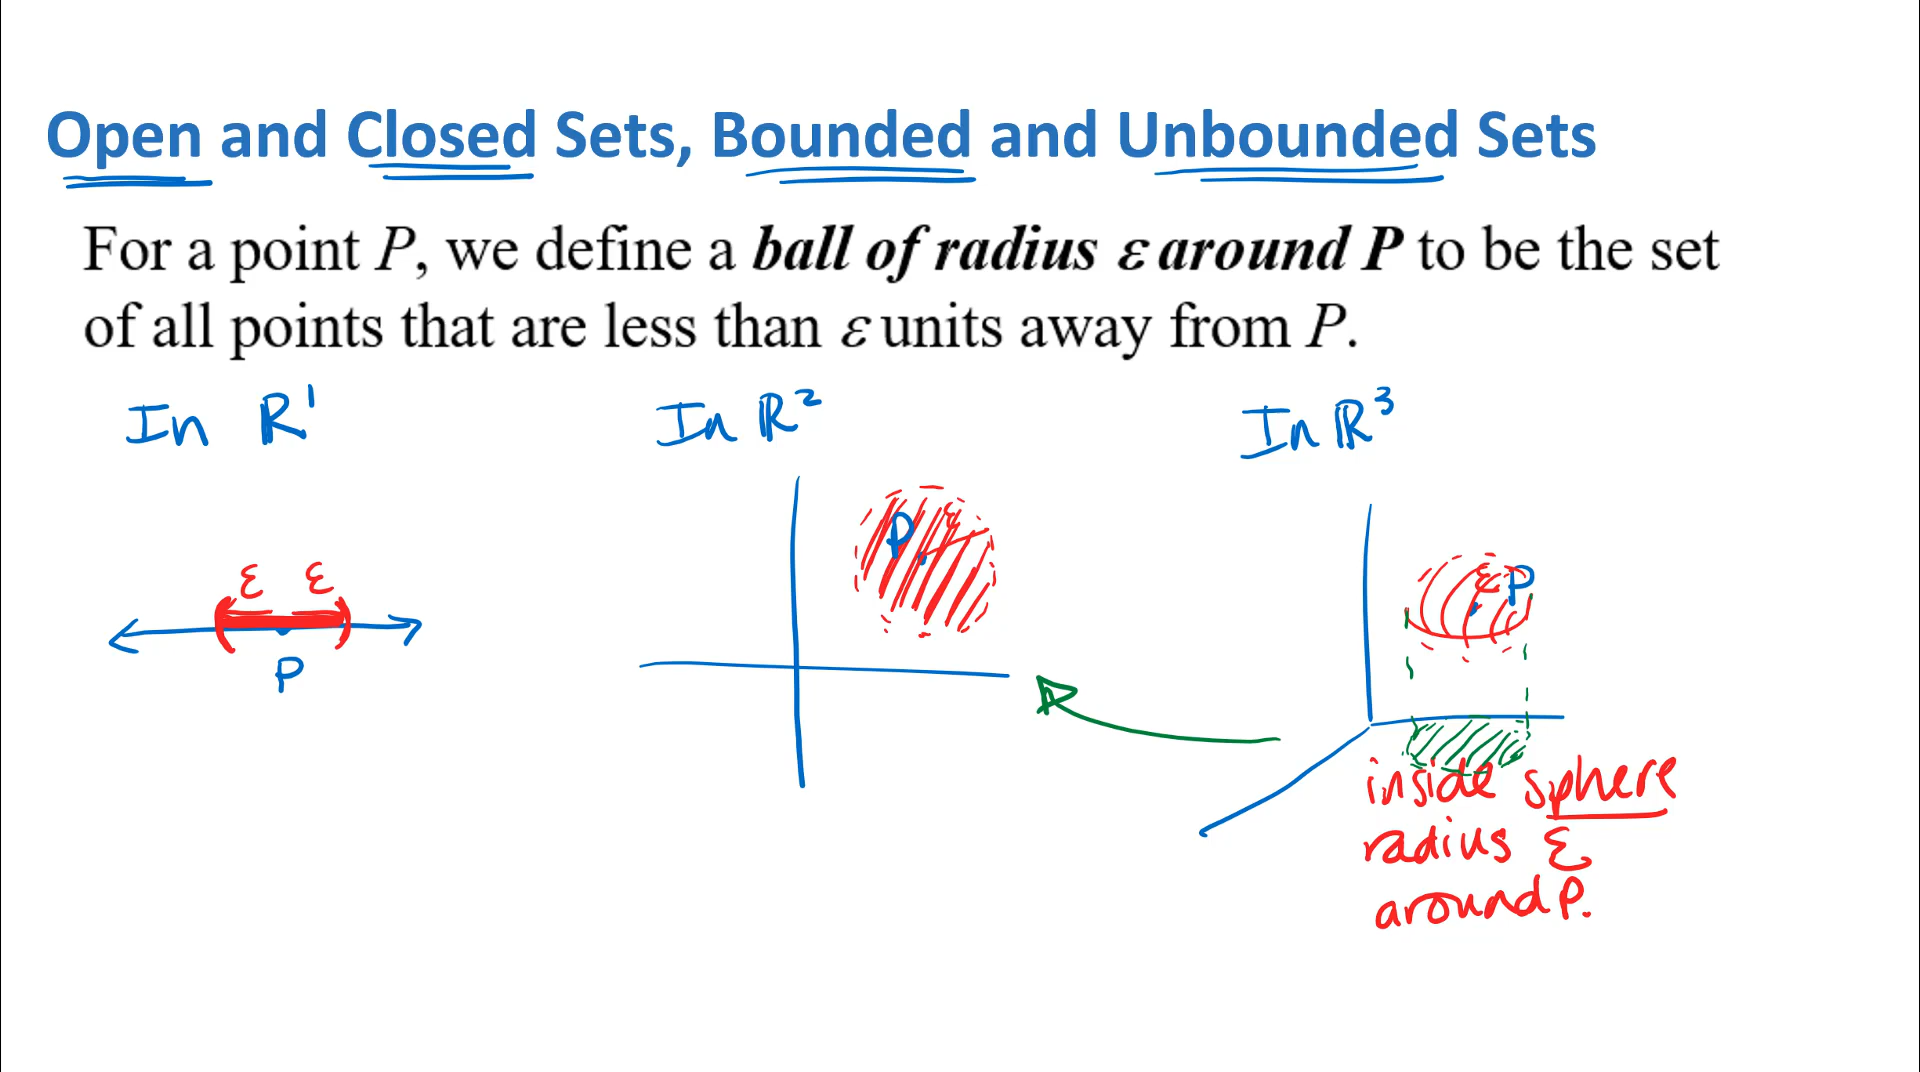 Open and Closed Sets, Bounded and Unbounded Sets
For a point P, we define a ball of radius ε around P to be the set
of all points that are less than ε units away from P.
In ℝ¹
In ℝ²
In ℝ³
ε ε
P
P ε
ε P
inside sphere
radius ε
around P.